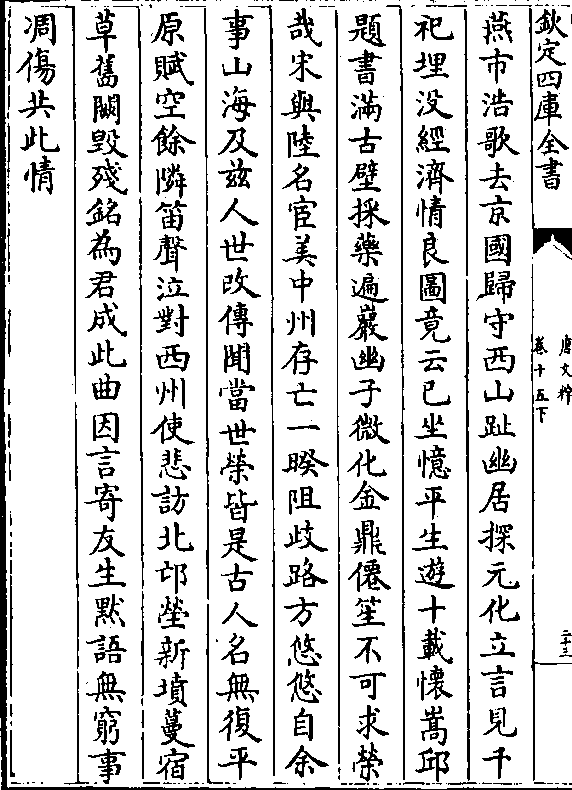 欽定四庫全書
唐文粹
卷十五下
二十三
燕市浩歌去京國歸守西山趾幽居探元化立言見千
祀埋没經濟情良圖竟云已坐憶平生遊十載懷嵩邱
題書滿古壁採藥遍巖幽子微化金鼎僊笙不可求榮
哉宋與陸名宦美中州存亡一暌阻歧路方悠悠自余
事山海及兹人世改傳聞當世榮皆是古人名無復平
原賦空餘隣笛聲泣對西州使悲訪北邙塋新墳蔓宿
草舊闕毀殘銘為君成此曲因言寄友生黙語無窮事
凋傷共此情